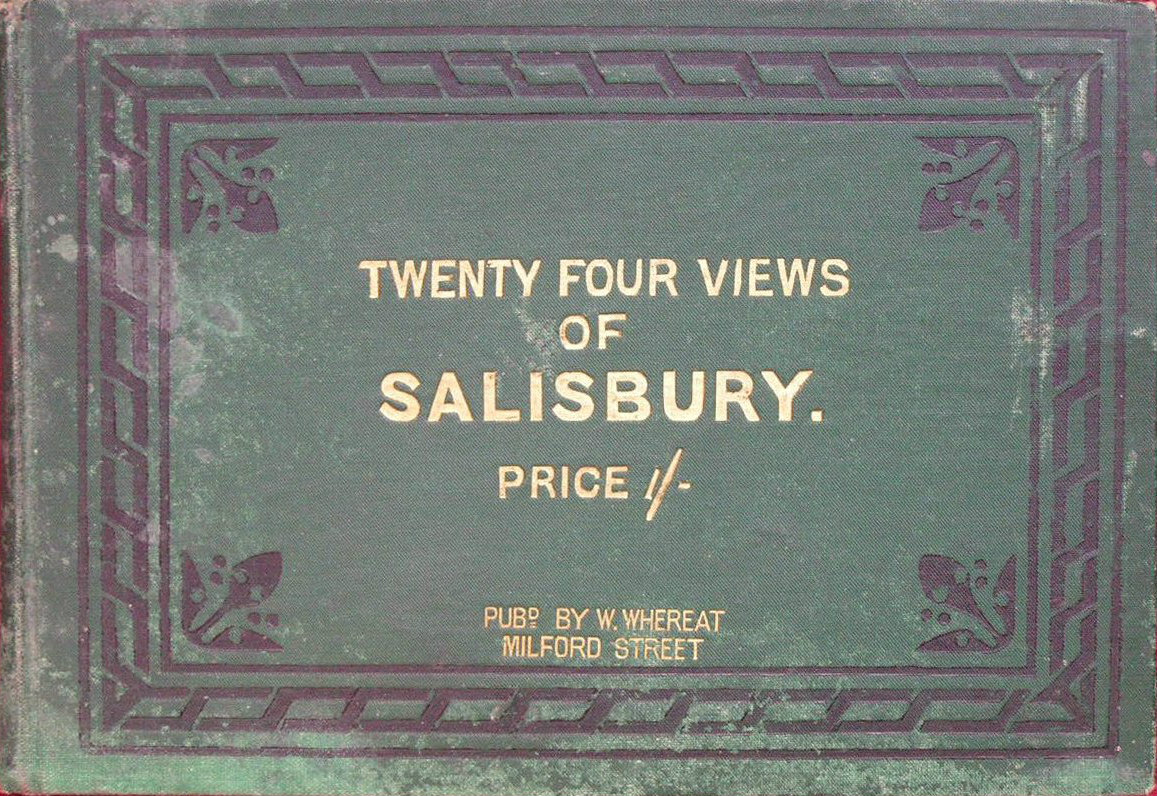 TWENTY FOUR VIEWS
OF
SALISBURY.
PRICE 1/-
PUBD BY W. WHEREAT
MILFORD STREET